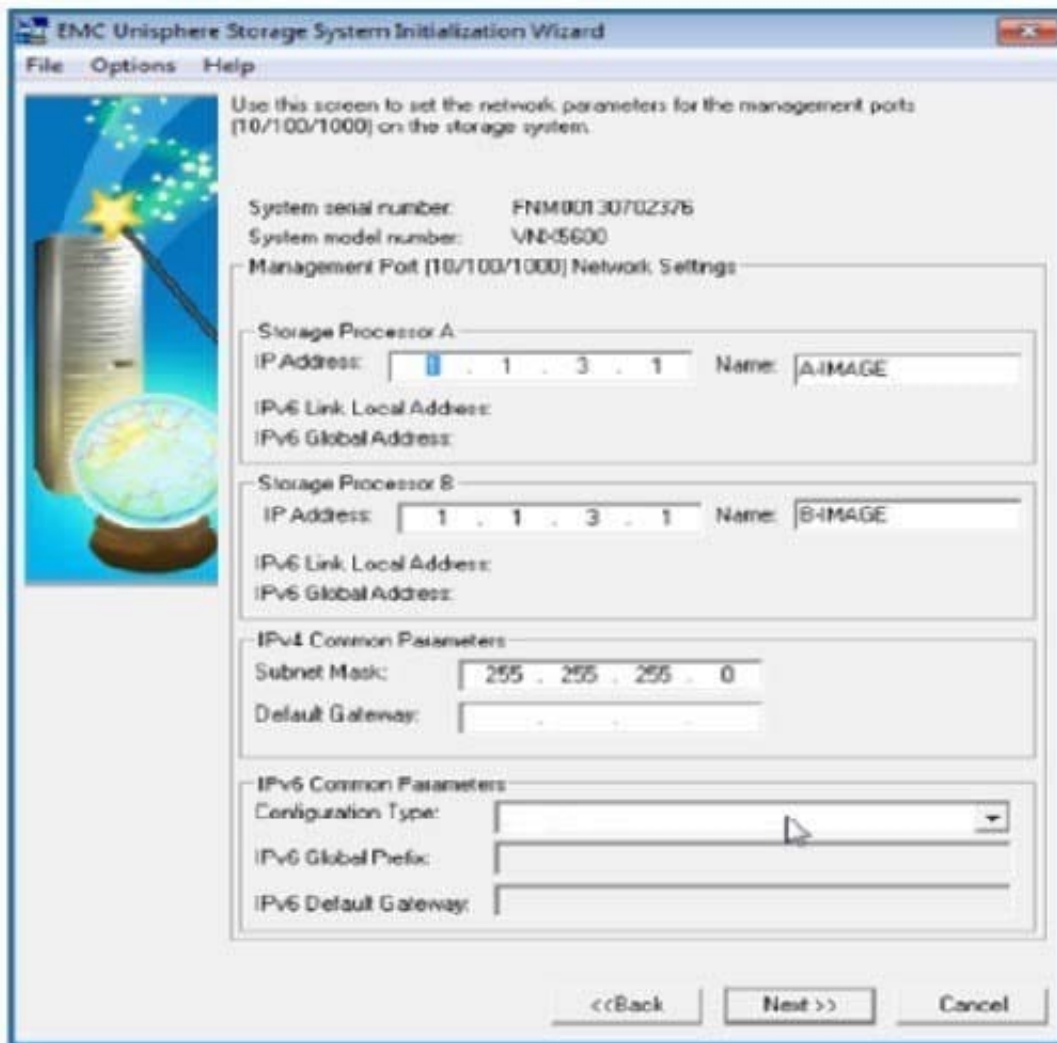 EMC Unisphere Storage System Initialization Wizard
File Options Help
Use this screen to set the network parameters for the management ports
(10/100/1000) on the storage system.
System serial number: FNM00130702376
System model number: VNX5600
Management Port (10/100/1000) Network Settings
Storage Processor A
IP Address: 1 . 1 . 3 . 1 Name: A-IMAGE
IPv6 Link Local Address:
IPv6 Global Address:
Storage Processor B
IP Address: 1 . 1 . 3 . 1 Name: B-IMAGE
IPv6 Link Local Address:
IPv6 Global Address:
IPv4 Common Parameters
Subnet Mask: 255 . 255 . 255 . 0
Default Gateway: . . .
IPv6 Common Parameters
Configuration Type:
IPv6 Global Prefix:
IPv6 Default Gateway:
<<Back Next >> Cancel